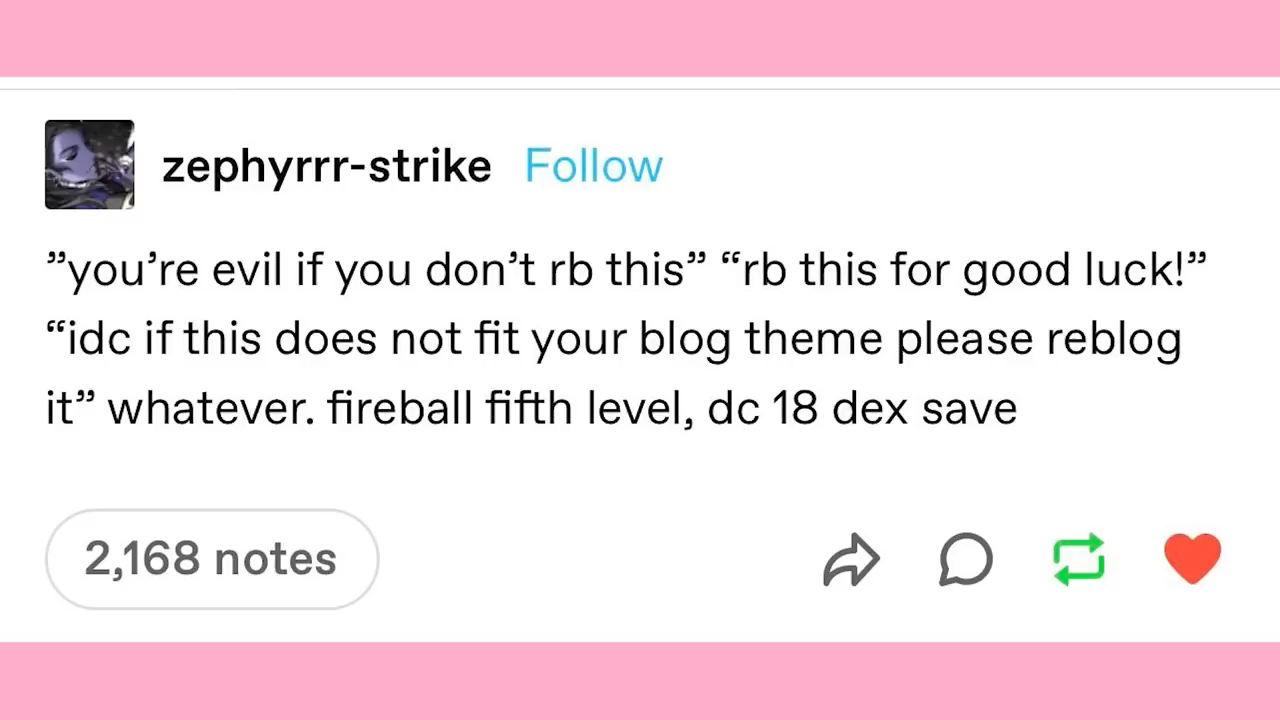 zephyrrr-strike Follow
”you’re evil if you don’t rb this” “rb this for good luck!”
“idc if this does not fit your blog theme please reblog
it” whatever. fireball fifth level, dc 18 dex save
2,168 notes